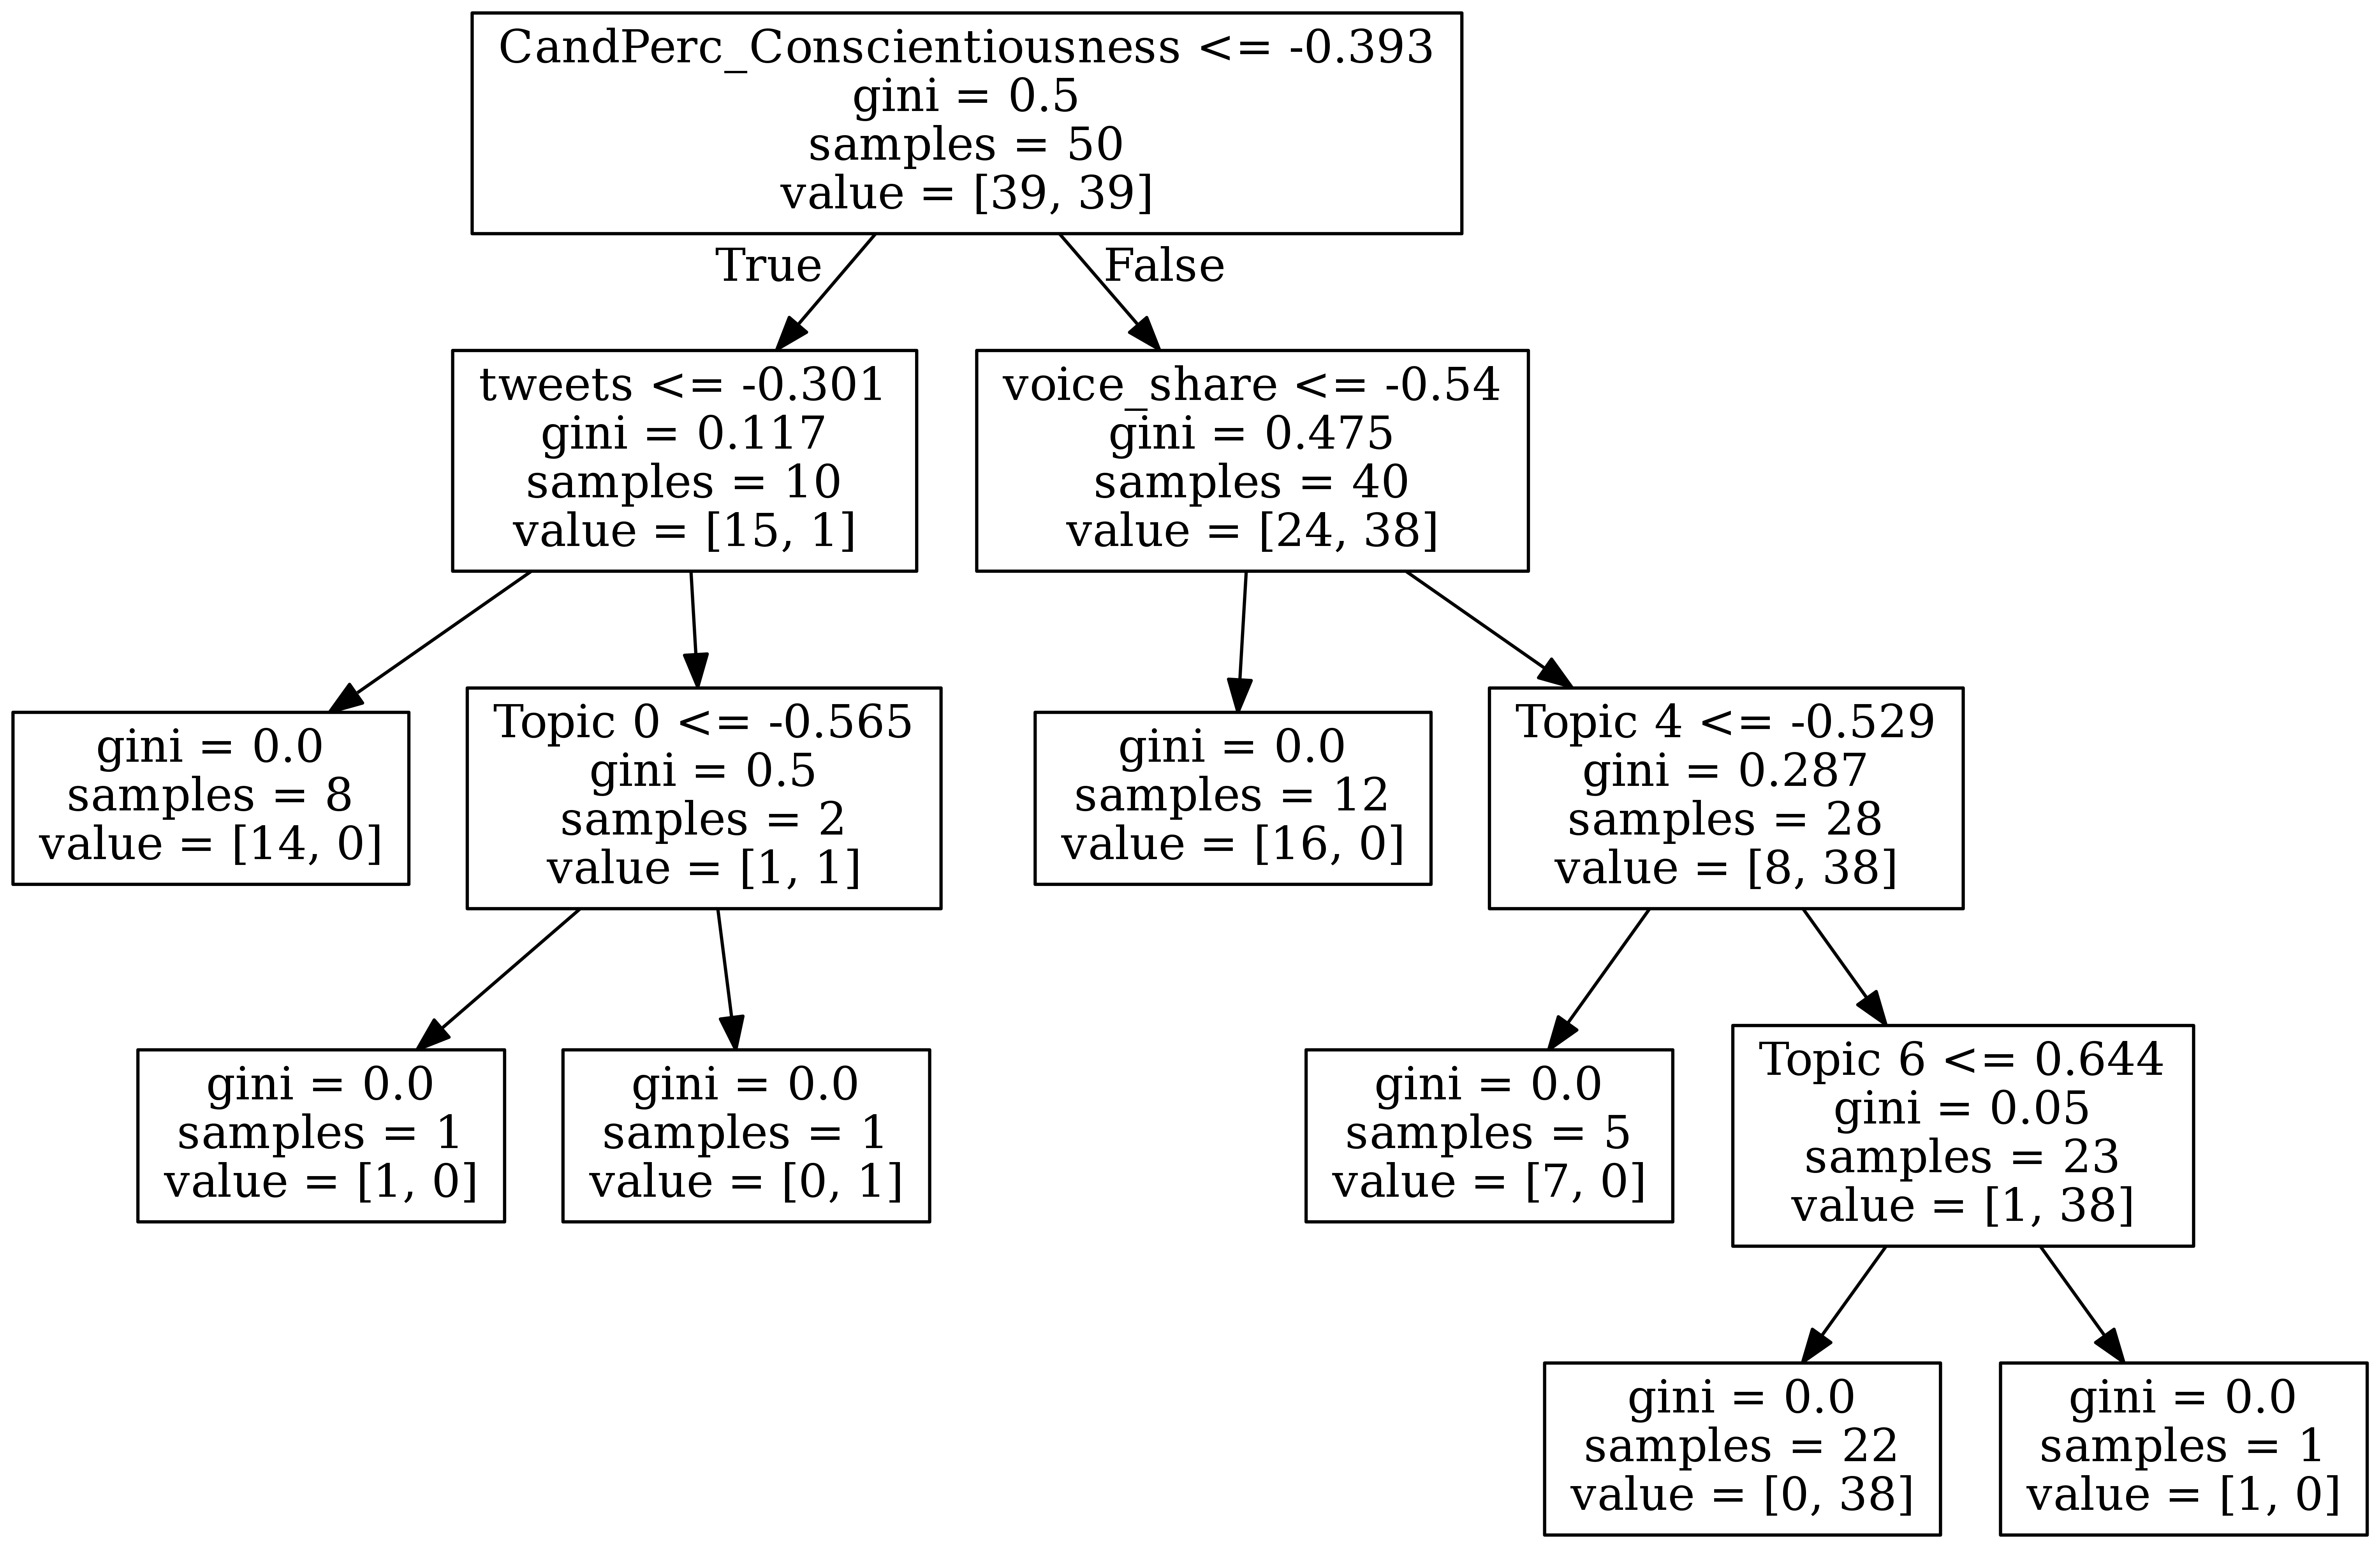 CandPerc_Conscientiousness <= -0.393
gini = 0.5
samples = 50
value = [39, 39]
True
False
tweets <= -0.301
gini = 0.117
samples = 10
value = [15, 1]
voice_share <= -0.54
gini = 0.475
samples = 40
value = [24, 38]
gini = 0.0
samples = 8
value = [14, 0]
Topic 0 <= -0.565
gini = 0.5
samples = 2
value = [1, 1]
gini = 0.0
samples = 12
value = [16, 0]
Topic 4 <= -0.529
gini = 0.287
samples = 28
value = [8, 38]
gini = 0.0
samples = 1
value = [1, 0]
gini = 0.0
samples = 1
value = [0, 1]
gini = 0.0
samples = 5
value = [7, 0]
Topic 6 <= 0.644
gini = 0.05
samples = 23
value = [1, 38]
gini = 0.0
samples = 22
value = [0, 38]
gini = 0.0
samples = 1
value = [1, 0]